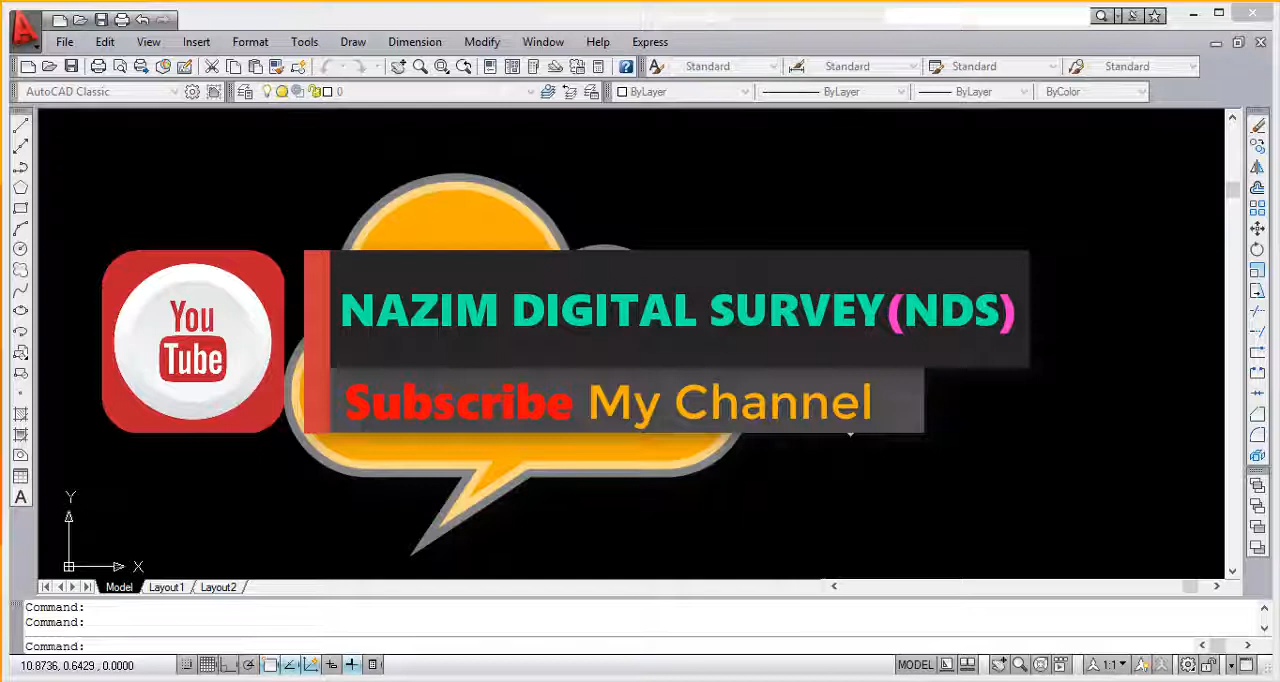 File Edit View Insert Format Tools Draw Dimension Modify Window Help Express
Standard Standard Standard Standard
AutoCAD Classic 0 ByLayer ByLayer ByLayer ByColor
You
Tube
NAZIM DIGITAL SURVEY(NDS)
Subscribe My Channel
Y
X
Model Layout1 Layout2
Command:
Command:
Command:
10.8736, 0.6429 , 0.0000 MODEL 1:1